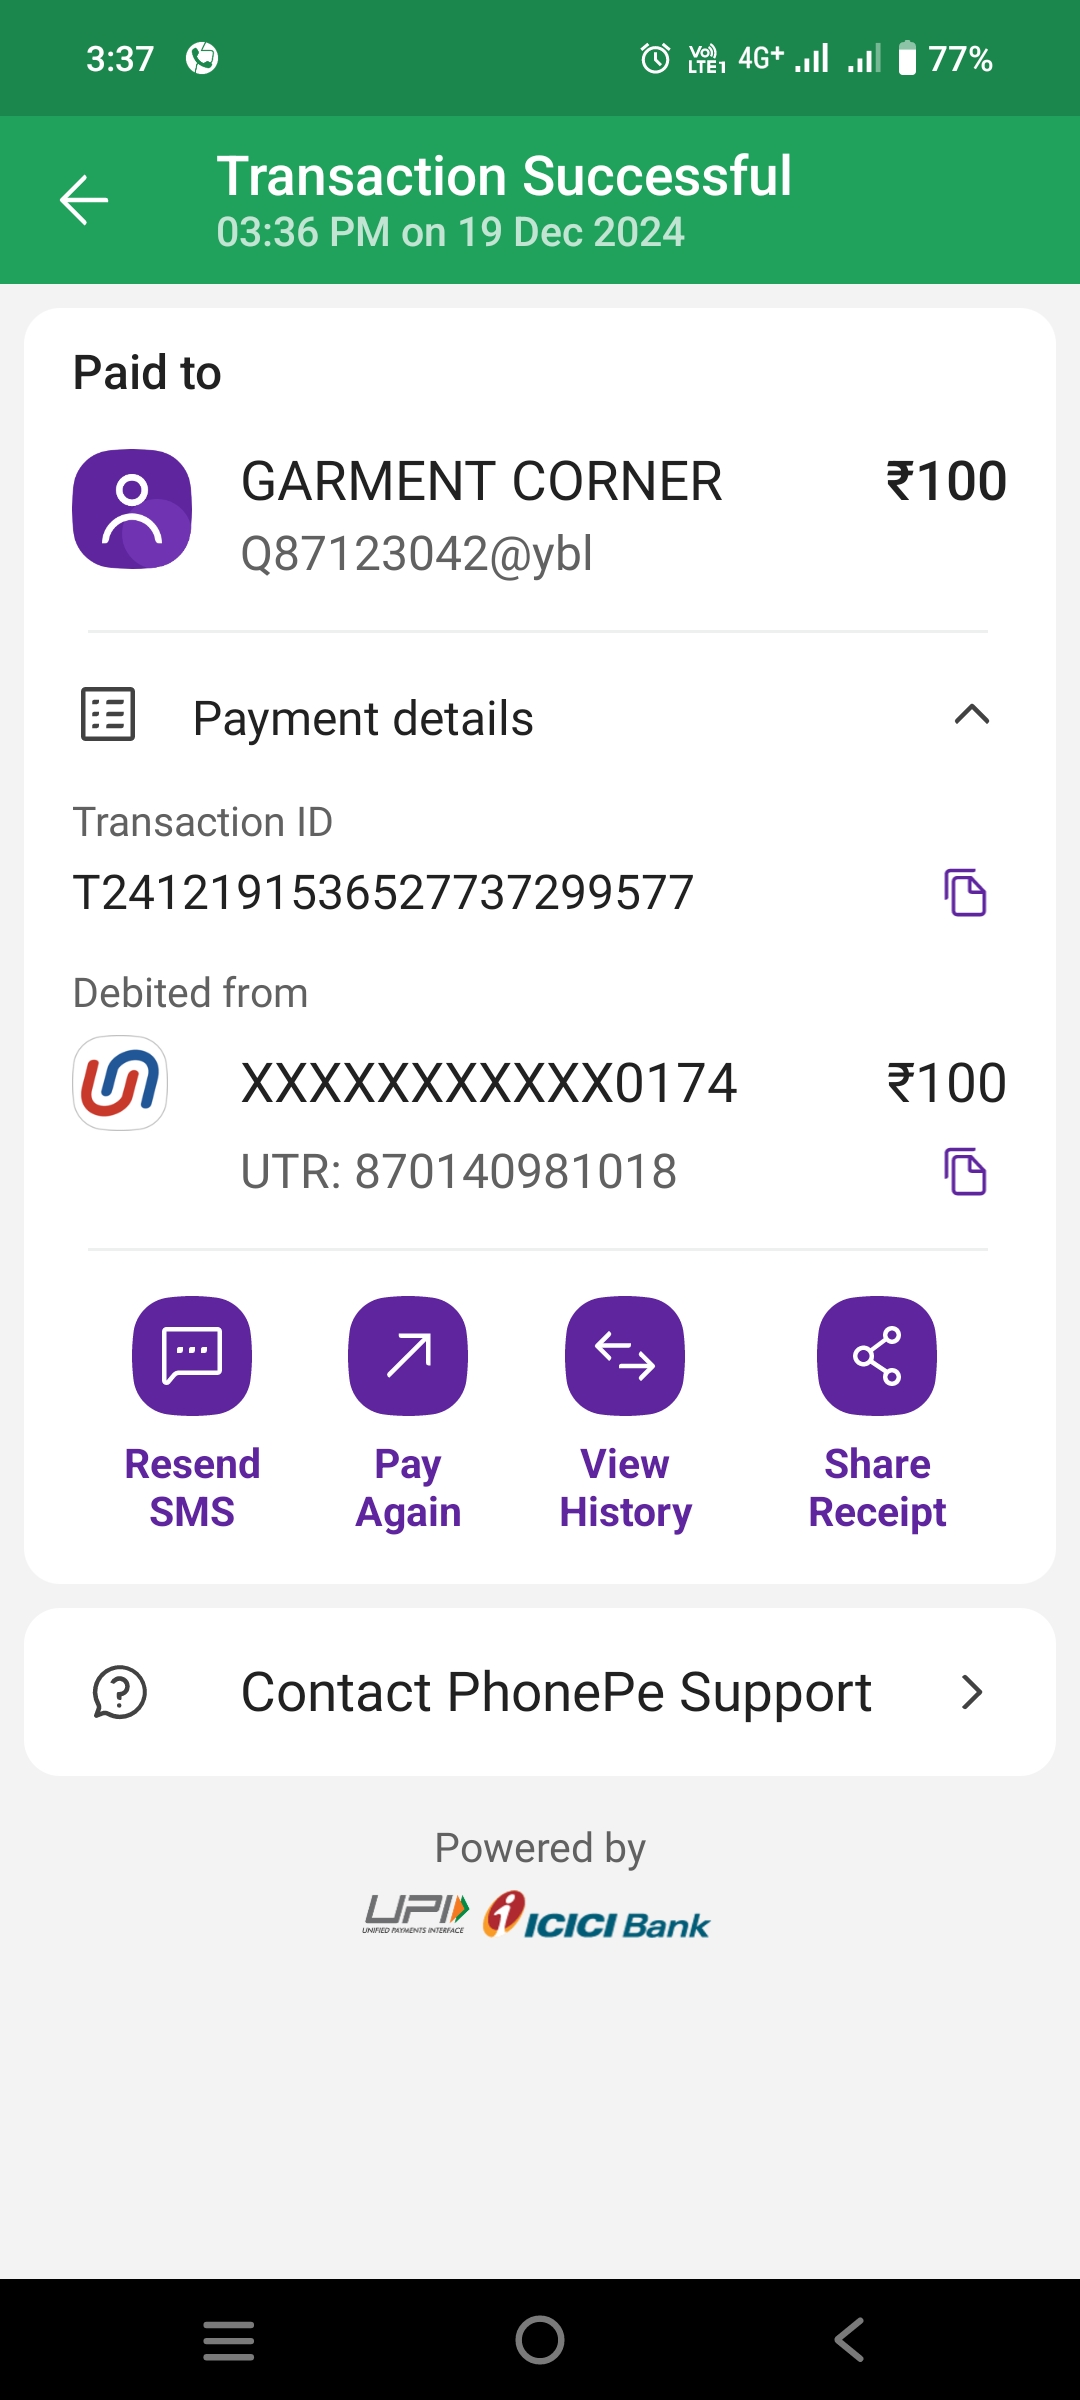 3:37
Vo)) LTE1 4G+ 77%
Transaction Successful
03:36 PM on 19 Dec 2024
Paid to
GARMENT CORNER ₹100
Q87123042@ybl
Payment details
Transaction ID
T2412191536527737299577
Debited from
XXXXXXXXXXX0174 ₹100
UTR: 870140981018
Resend SMS
Pay Again
View History
Share Receipt
Contact PhonePe Support
Powered by
UPI UNIFIED PAYMENTS INTERFACE
ICICI Bank